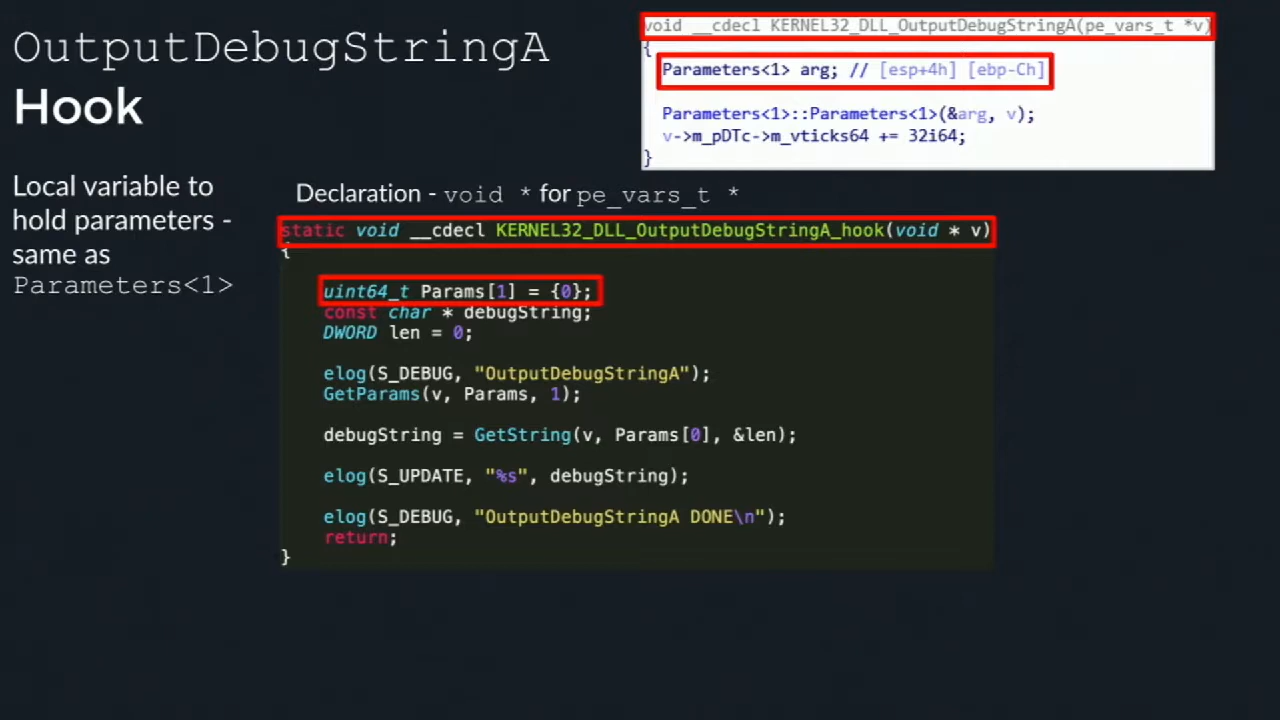 OutputDebugStringA
Hook
void __cdecl KERNEL32_DLL_OutputDebugStringA(pe_vars_t *v)
{
Parameters<1> arg; // [esp+4h] [ebp-Ch]
Parameters<1>::Parameters<1>(&arg, v);
v->m_pDTc->m_vticks64 += 32i64;
}
Local variable to
hold parameters -
same as
Parameters<1>
Declaration - void * for pe_vars_t *
static void __cdecl KERNEL32_DLL_OutputDebugStringA_hook(void * v)
{
uint64_t Params[1] = {0};
const char * debugString;
DWORD len = 0;
elog(S_DEBUG, "OutputDebugStringA");
GetParams(v, Params, 1);
debugString = GetString(v, Params[0], &len);
elog(S_UPDATE, "%s", debugString);
elog(S_DEBUG, "OutputDebugStringA DONE\n");
return;
}